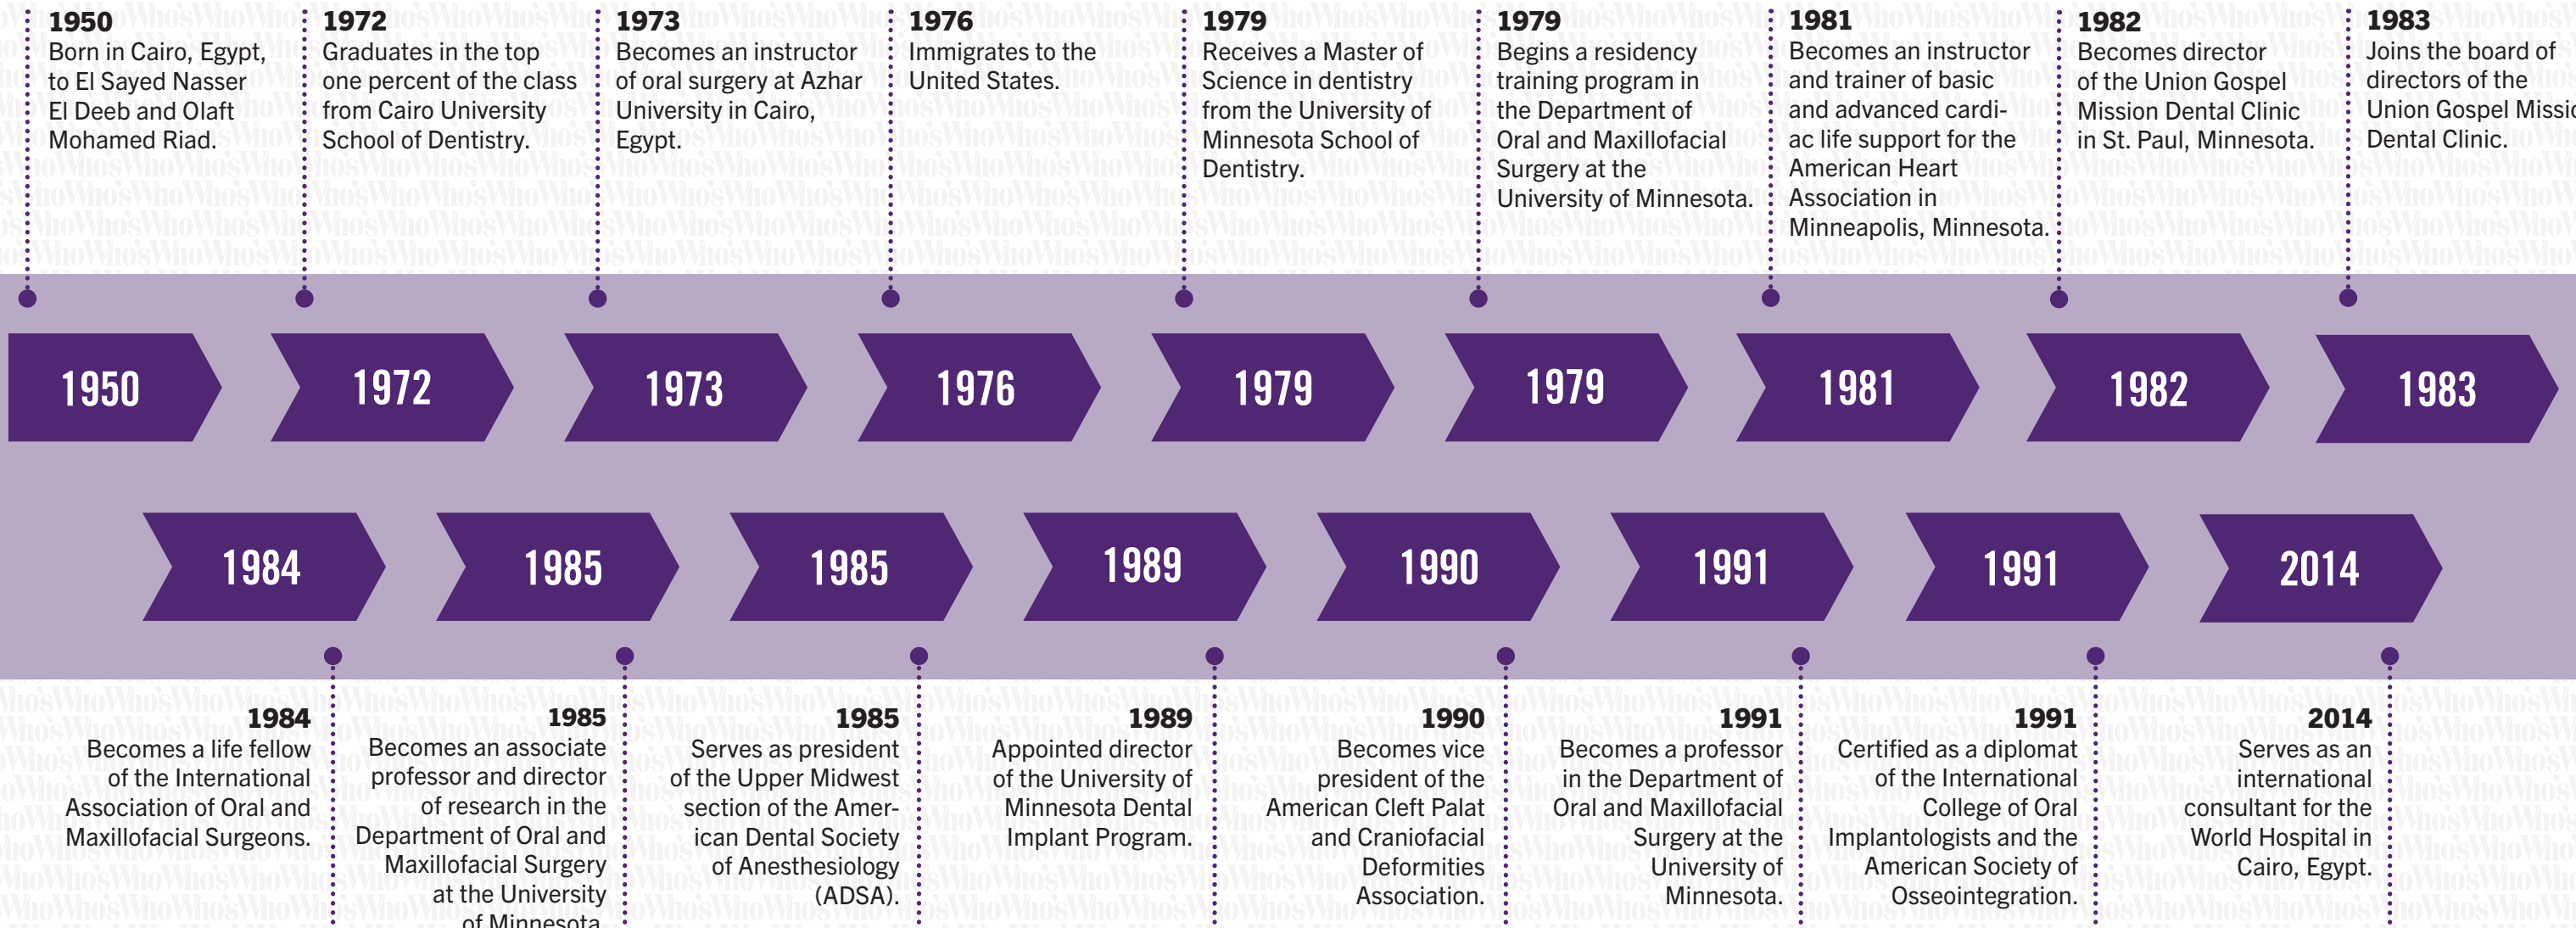 1950
Born in Cairo, Egypt,
to El Sayed Nasser
El Deeb and Olaft
Mohamed Riad.
1972
Graduates in the top
one percent of the class
from Cairo University
School of Dentistry.
1973
Becomes an instructor
of oral surgery at Azhar
University in Cairo,
Egypt.
1976
Immigrates to the
United States.
1979
Receives a Master of
Science in dentistry
from the University of
Minnesota School of
Dentistry.
1979
Begins a residency
training program in
the Department of
Oral and Maxillofacial
Surgery at the
University of Minnesota.
1981
Becomes an instructor
and trainer of basic
and advanced cardi-
ac life support for the
American Heart
Association in
Minneapolis, Minnesota.
1982
Becomes director
of the Union Gospel
Mission Dental Clinic
in St. Paul, Minnesota.
1983
Joins the board of
directors of the
Union Gospel Missio
Dental Clinic.
1950
1972
1973
1976
1979
1979
1981
1982
1983
1984
1985
1985
1989
1990
1991
1991
2014
1984
Becomes a life fellow
of the International
Association of Oral and
Maxillofacial Surgeons.
1985
Becomes an associate
professor and director
of research in the
Department of Oral and
Maxillofacial Surgery
at the University
of Minnesota.
1985
Serves as president
of the Upper Midwest
section of the Amer-
ican Dental Society
of Anesthesiology
(ADSA).
1989
Appointed director
of the University of
Minnesota Dental
Implant Program.
1990
Becomes vice
president of the
American Cleft Palat
and Craniofacial
Deformities
Association.
1991
Becomes a professor
in the Department of
Oral and Maxillofacial
Surgery at the
University of
Minnesota.
1991
Certified as a diplomat
of the International
College of Oral
Implantologists and the
American Society of
Osseointegration.
2014
Serves as an
international
consultant for the
World Hospital in
Cairo, Egypt.